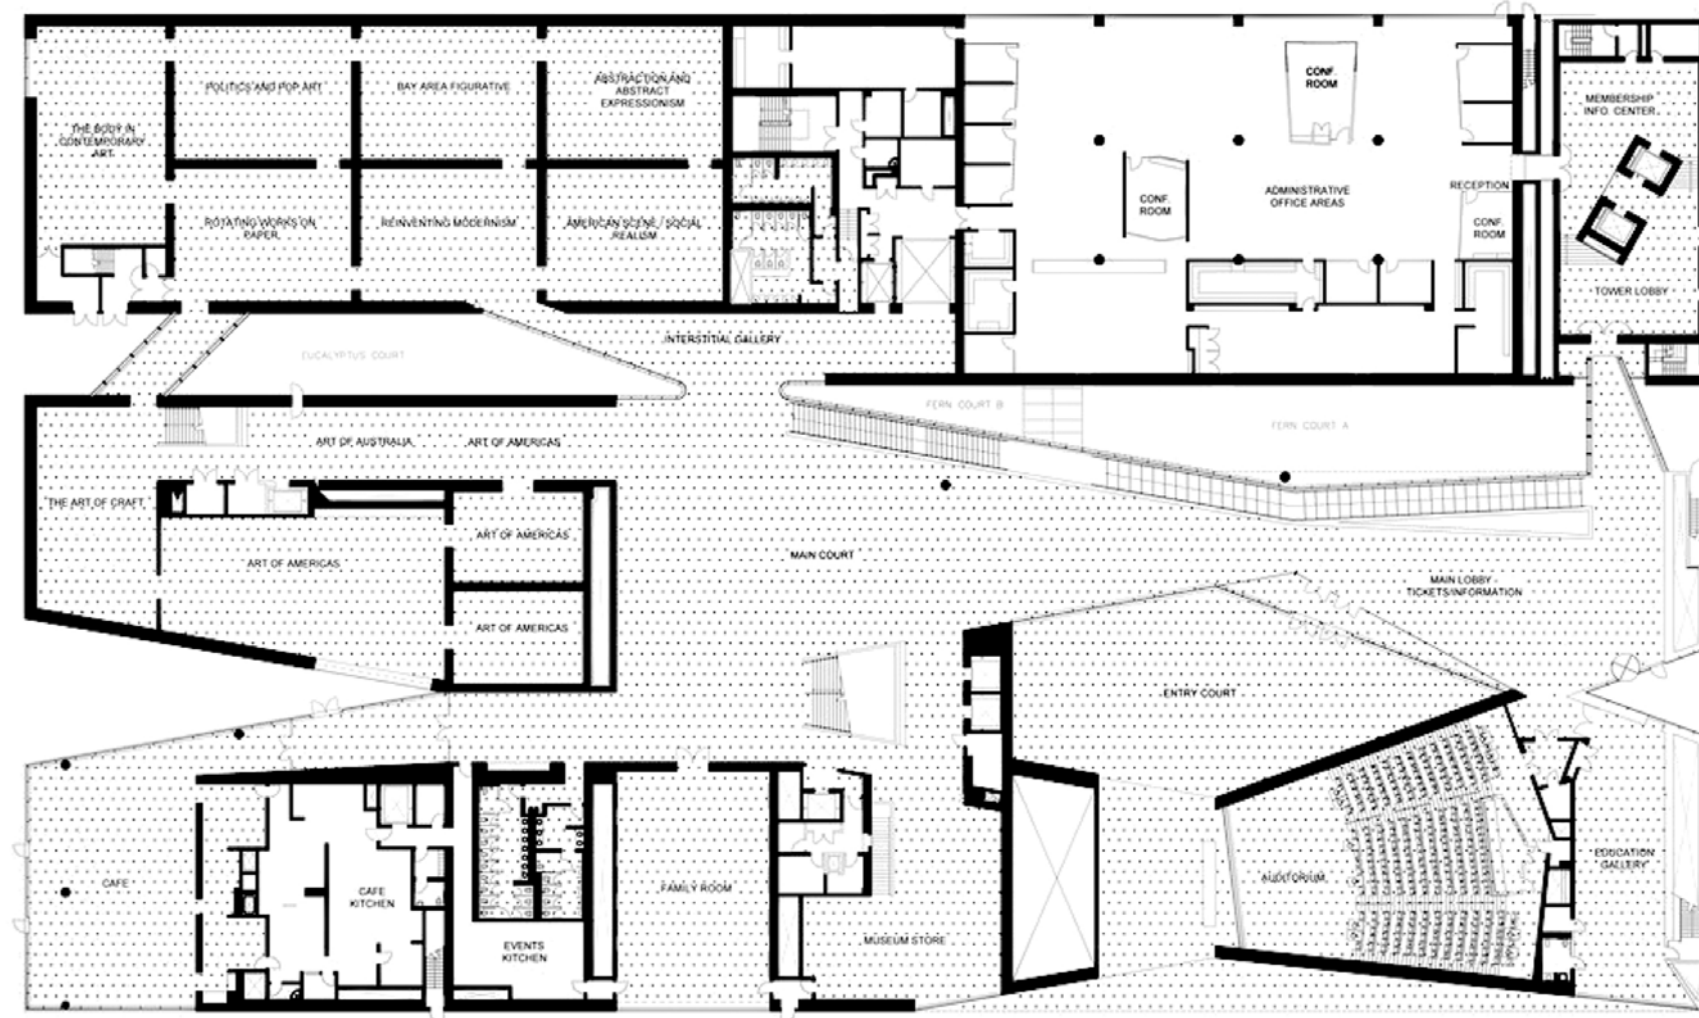 POLITICS AND POP ART
BAY AREA FIGURATIVE
ABSTRACTION AND
ABSTRACT
EXPRESSIONISM
THE BODY IN
CONTEMPORARY
ART
ROTATING WORKS ON
PAPER
REINVENTING MODERNISM
AMERICAN SCENE / SOCIAL
REALISM
CONF.
ROOM
CONF.
ROOM
ADMINISTRATIVE
OFFICE AREAS
RECEPTION
CONF.
ROOM
MEMBERSHIP
INFO. CENTER
TOWER LOBBY
INTERSTITIAL GALLERY
EUCALYPTUS COURT
FERN COURT B
FERN COURT A
ART OF AUSTRALIA
ART OF AMERICAS
THE ART OF CRAFT
ART OF AMERICAS
ART OF AMERICAS
ART OF AMERICAS
MAIN COURT
MAIN LOBBY -
TICKETS/INFORMATION
ENTRY COURT
CAFE
CAFE
KITCHEN
EVENTS
KITCHEN
FAMILY ROOM
MUSEUM STORE
AUDITORIUM
EDUCATION
GALLERY